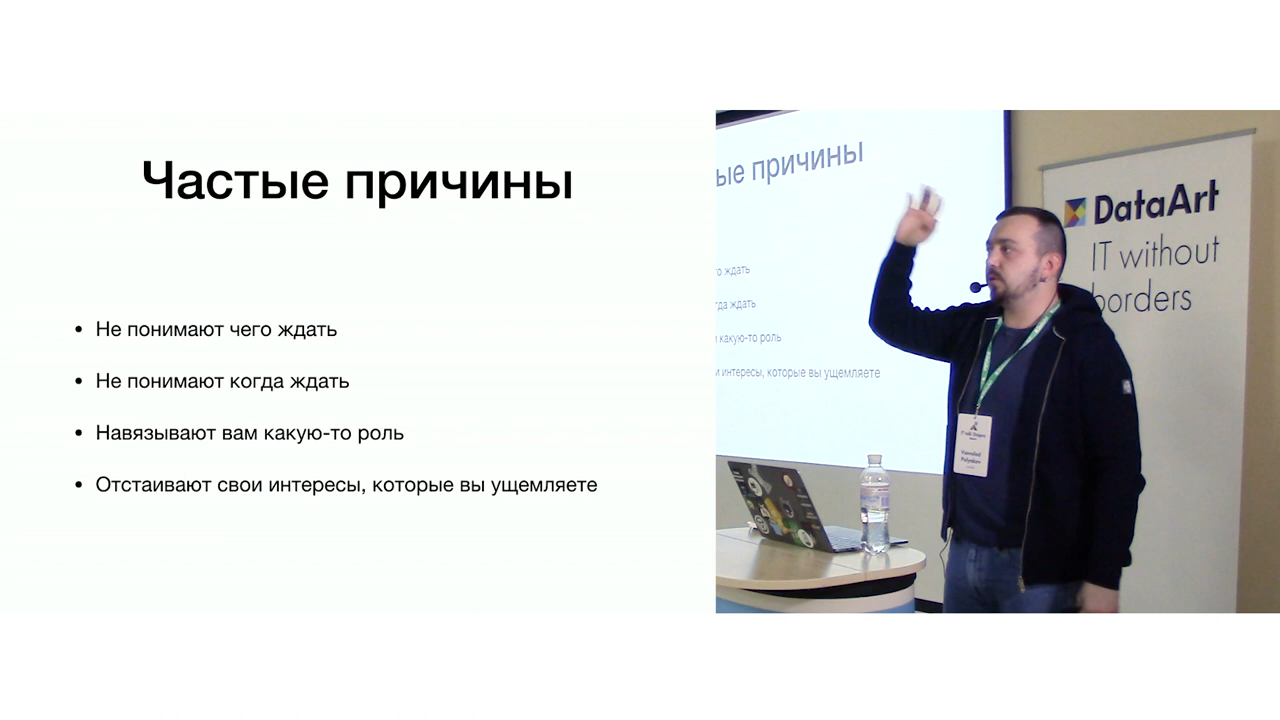 Частые причины
• Не понимают чего ждать
• Не понимают когда ждать
• Навязывают вам какую-то роль
• Отстаивают свои интересы, которые вы ущемляете
ые причины
го ждать
гда ждать
и какую-то роль
и интересы, которые вы ущемляете
DataArt
IT without
borders